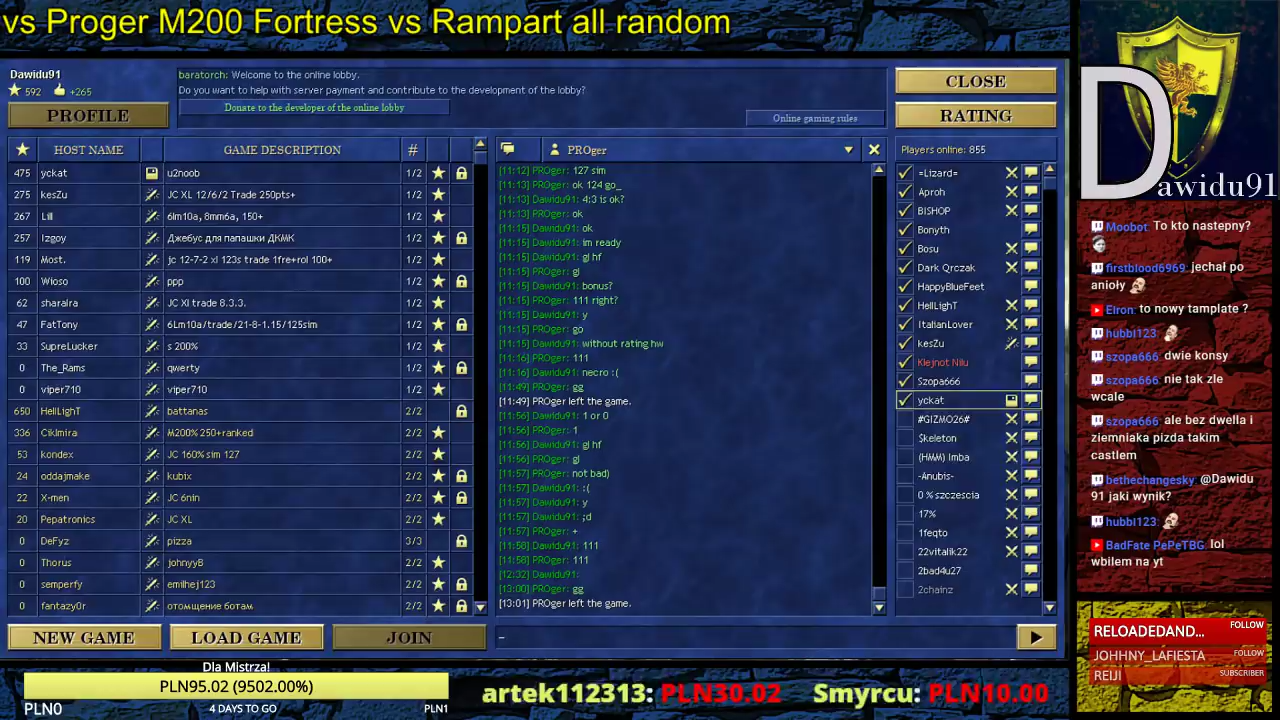 vs Proger M200 Fortress vs Rampart all random
Dawidu91
592 +265
PROFILE
baratorch: Welcome to the online lobby.
Do you want to help with server payment and contribute to the development of the lobby?
Donate to the developer of the online lobby
Online gaming rules
CLOSE
RATING
HOST NAME GAME DESCRIPTION #
475 yckat u2noob 1/2
275 kesZu JC XL 12/6/2 Trade 250pts+ 1/2
267 Lill 6lm10a, 8mm6a, 150+ 1/2
257 Izgoy Джебус для папашки ДКМК 1/2
119 Most. jc 12-7-2 xl 123s trade 1fre+rol 100+ 1/2
100 Wioso ppp 1/2
62 sharalra JC Xl trade 8.3.3. 1/2
47 FatTony 6Lm10a/trade/21-8-1.15/125sim 1/2
33 SupreLucker s 200% 1/2
0 The_Rams qwerty 1/2
0 viper710 viper710 1/2
650 HellLighT battanas 2/2
336 Ciklmira M200% 250+ranked 2/2
53 kondex JC 160% sim 127 2/2
24 oddajmake kubix 2/2
22 X-men JC 6nin 2/2
20 Pepatronics JC XL 2/2
0 DeFyz pizza 3/3
0 Thorus johnyyB 2/2
0 semperfy emilhej123 2/2
0 fantazy0r отомщение ботам 2/2
NEW GAME
LOAD GAME
JOIN
PROger
[11:12] PROger: 127 sim
[11:13] PROger: ok 124 go_
[11:13] Dawidu91: 4:3 is ok?
[11:13] PROger: ok
[11:15] Dawidu91: ok
[11:15] Dawidu91: im ready
[11:15] Dawidu91: gl hf
[11:15] PROger: gl
[11:15] Dawidu91: bonus?
[11:15] PROger: 111 right?
[11:15] Dawidu91: y
[11:15] PROger: go
[11:15] Dawidu91: without rating hw
[11:16] PROger: 111
[11:16] Dawidu91: necro :(
[11:49] PROger: gg
[11:49] PROger left the game.
[11:56] Dawidu91: 1 or 0
[11:56] PROger: 1
[11:56] Dawidu91: gl hf
[11:56] PROger: gl
[11:57] PROger: not bad)
[11:57] Dawidu91: :(
[11:57] Dawidu91: y
[11:57] Dawidu91: ;d
[11:57] PROger: +
[11:58] Dawidu91: 111
[11:58] PROger: 111
[12:32] Dawidu91:
[13:00] PROger: gg
[13:01] PROger left the game.
Players online: 855
=Lizard=
Aproh
BISHOP
Bonyth
Bosu
Dark Qrczak
HappyBlueFeet
HellLighT
ItalianLover
kesZu
Klejnot Nilu
Szopa666
yckat
#GIZMO26#
$keleton
(HMM) Imba
-Anubis-
0 % szczescia
17%
1feqto
22vitalik22
2bad4u27
2chainz
Dawidu91
Moobot: To kto nastepny?
firstblood6969: jechał po
anioły
Elron: to nowy tamplate ?
hubbl123:
szopa666: dwie konsy
szopa666: nie tak zle
wcale
szopa666: ale bez dwella i
ziemniaka pizda takim
castlem
bethechangesky: @Dawidu
91 jaki wynik?
hubbl123:
BadFate PePeTBG: lol
wbilem na yt
RELOADEDAND... FOLLOW
JOHHNY_LAFIESTA FOLLOW
REIJI SUBSCRIBER
Dla Mistrza!
PLN95.02 (9502.00%)
PLN0 4 DAYS TO GO PLN1
artek112313: PLN30.02 Smyrcu: PLN10.00